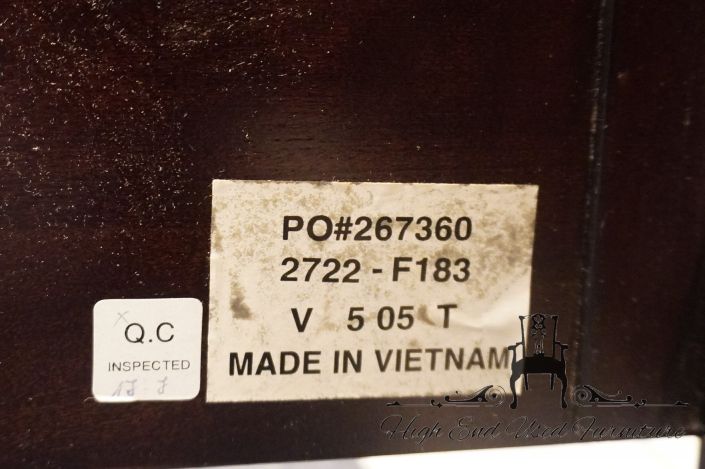 PO#267360
2722 - F183
V 5 05 T
MADE IN VIETNAM
Q.C
INSPECTED
High End Used Furniture